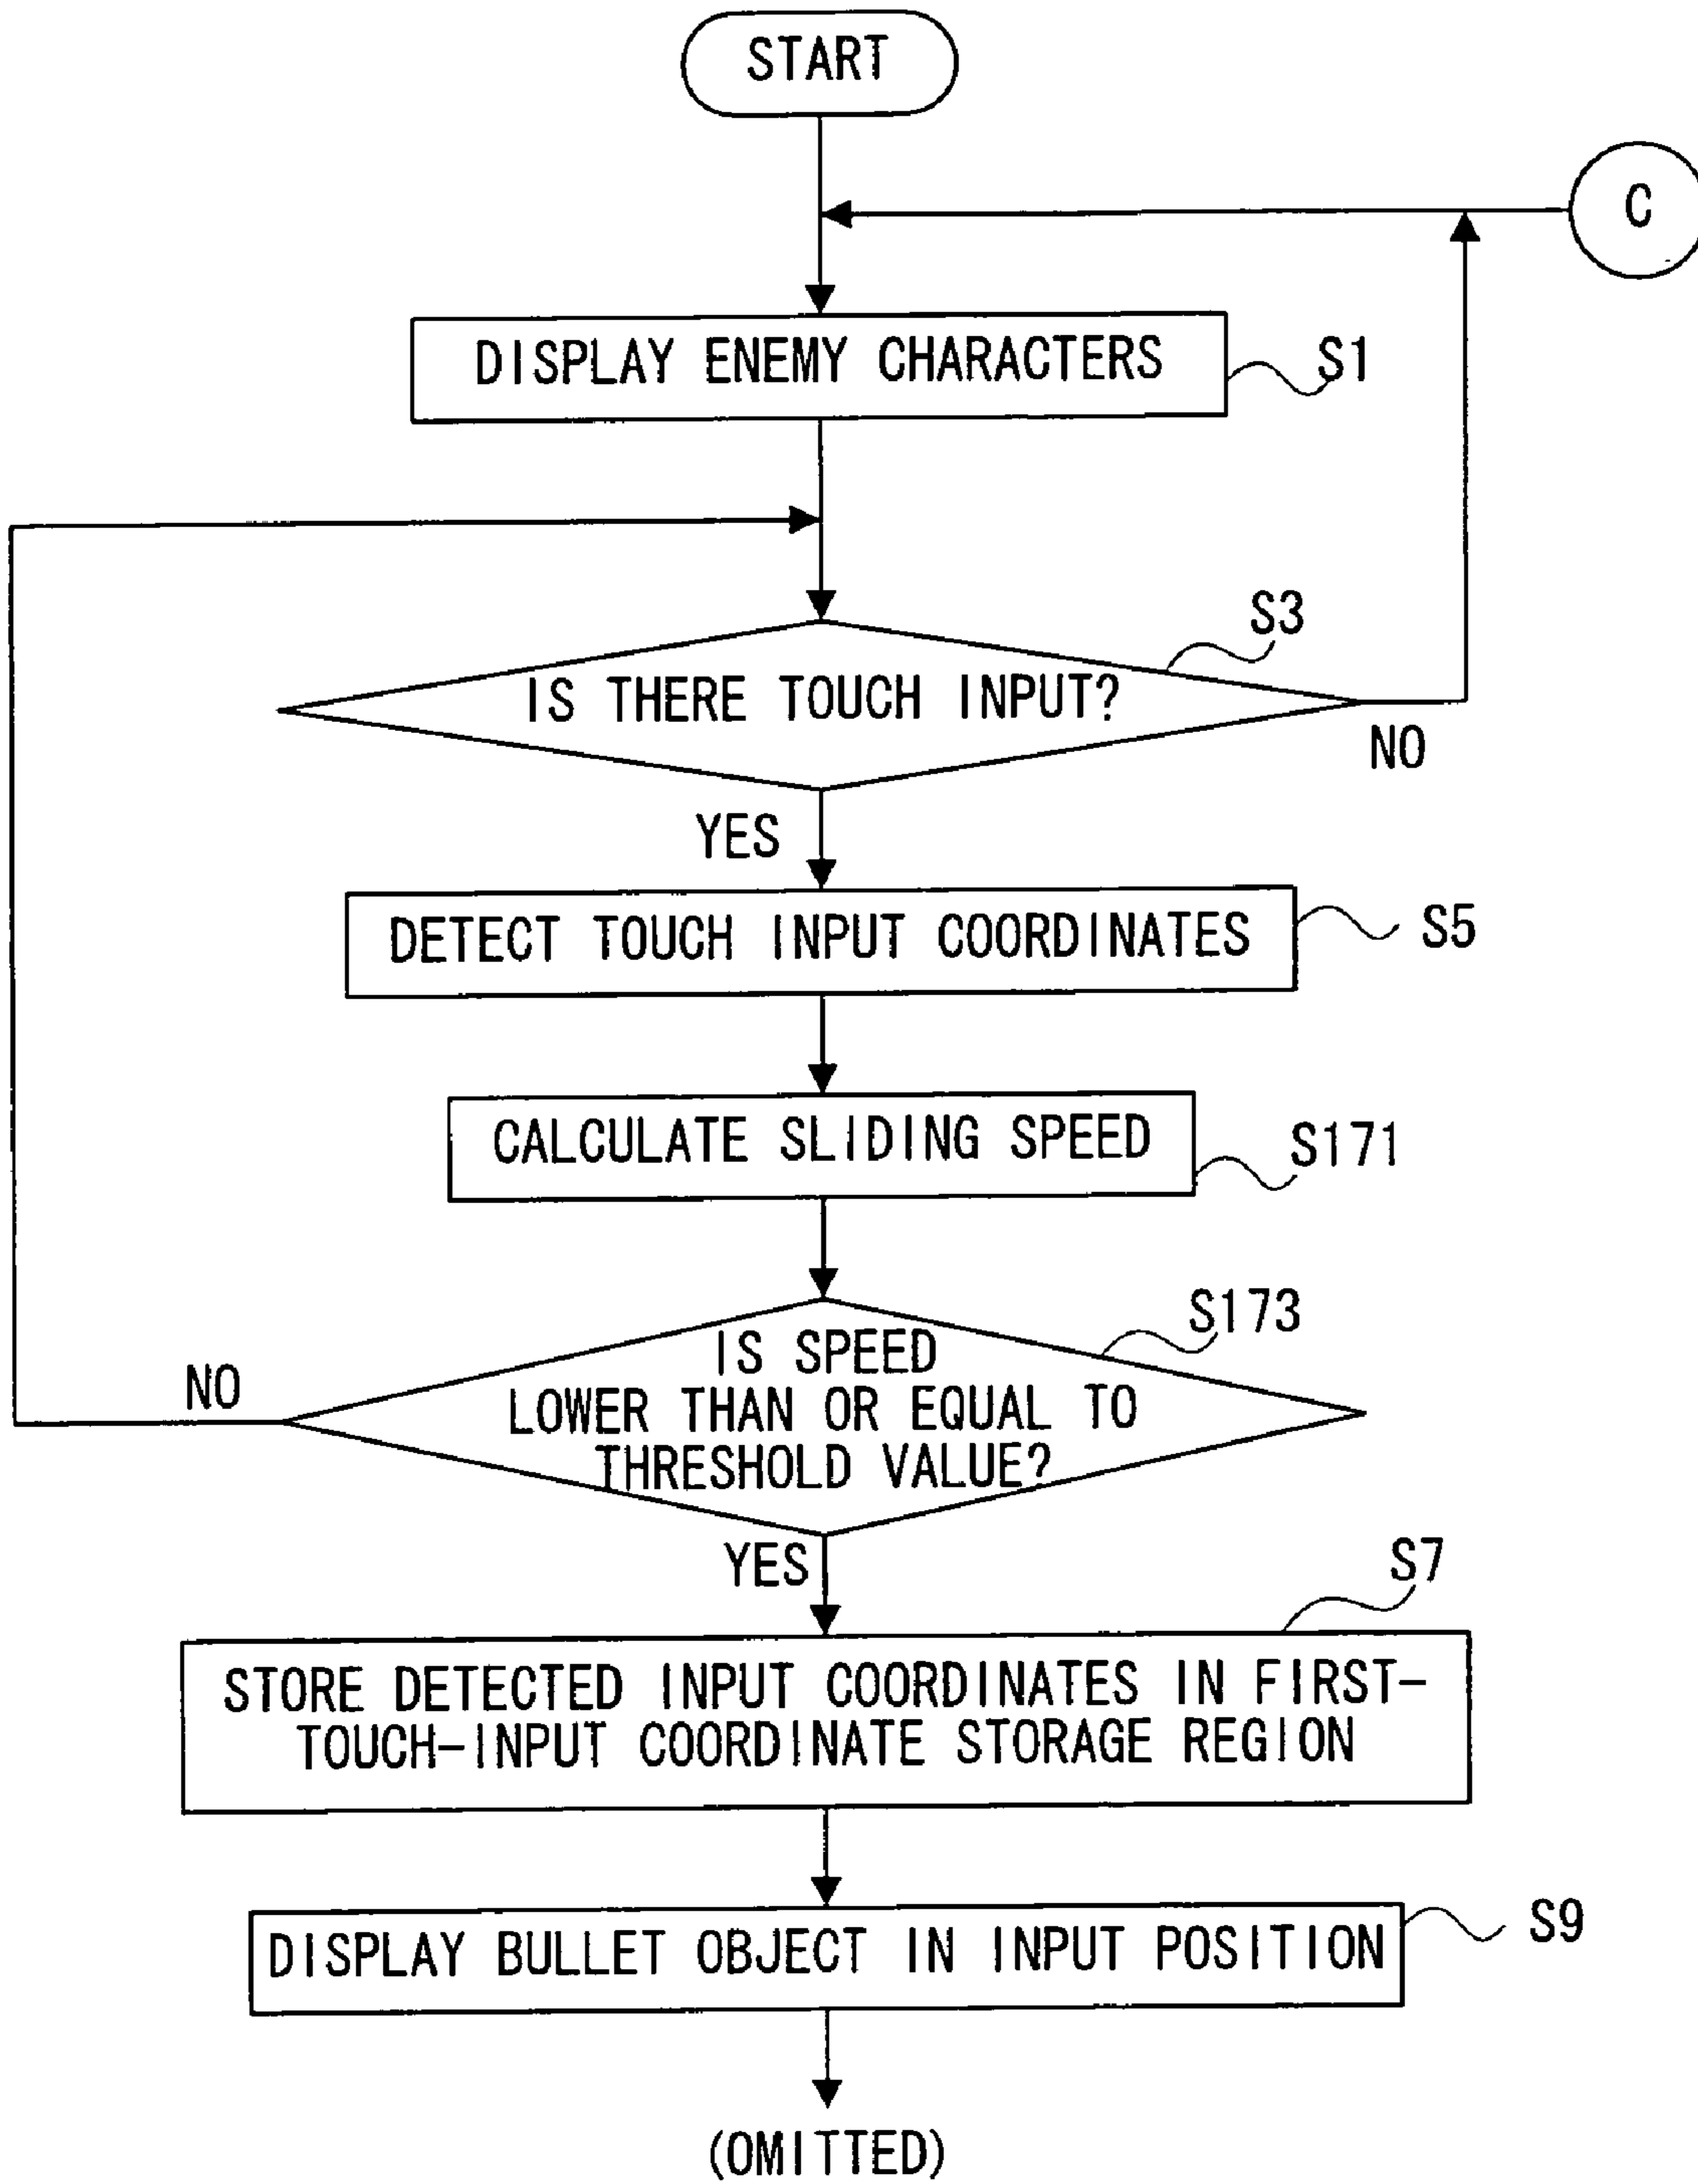 START
C
DISPLAY ENEMY CHARACTERS
S1
S3
IS THERE TOUCH INPUT?
NO
YES
DETECT TOUCH INPUT COORDINATES
S5
CALCULATE SLIDING SPEED
S171
S173
IS SPEED
LOWER THAN OR EQUAL TO
THRESHOLD VALUE?
NO
YES
S7
STORE DETECTED INPUT COORDINATES IN FIRST-
TOUCH-INPUT COORDINATE STORAGE REGION
DISPLAY BULLET OBJECT IN INPUT POSITION
S9
(OMITTED)